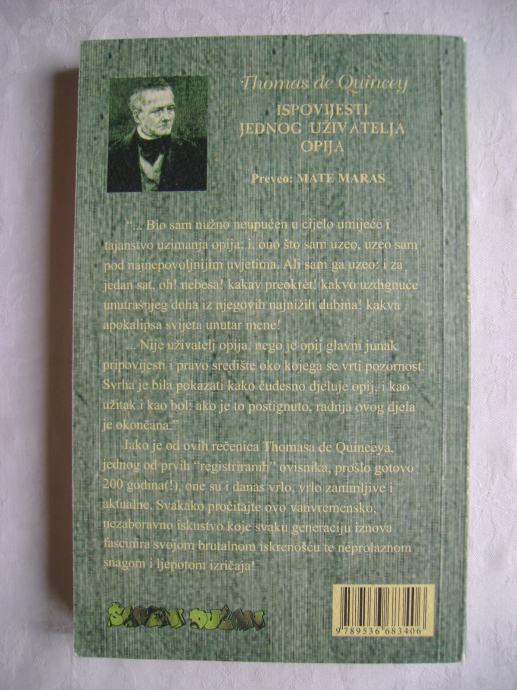 Thomas de Quincey
ISPOVIJESTI
JEDNOG UŽIVATELJA
OPIJA
Preveo: MATE MARAS
“... Bio sam nužno neupućen u cijelo umijeće i
tajanstvo uzimanja opija; i, ono što sam uzeo, uzeo sam
pod najnepovoljnijim uvjetima. Ali sam ga uzeo: i za
jedan sat, oh! nebesa! kakav preokret! kakvo uzdignuće
unutrašnjeg duha iz njegovih najnižih dubina! kakva
apokalipsa svijeta unutar mene!
... Nije uživatelj opija, nego je opij glavni junak
pripovijesti i pravo središte oko kojega se vrti pozornost.
Svrha je bila pokazati kako čudesno djeluje opij, i kao
užitak i kao bol: ako je to postignuto, radnja ovog djela
je okončana.”
Jako je od ovih rečenica Thomasa de Quinceya,
jednog od prvih “registriranih” ovisnika, prošlo gotovo
200 godina(!), one su i danas vrlo, vrlo zanimljive i
aktualne. Svakako pročitajte ovo vanvremensko,
nezaboravno iskustvo koje svaku generaciju iznova
fascinira svojom brutalnom iskrenošću te neprolaznom
snagom i ljepotom izričaja!
9 789536 683406